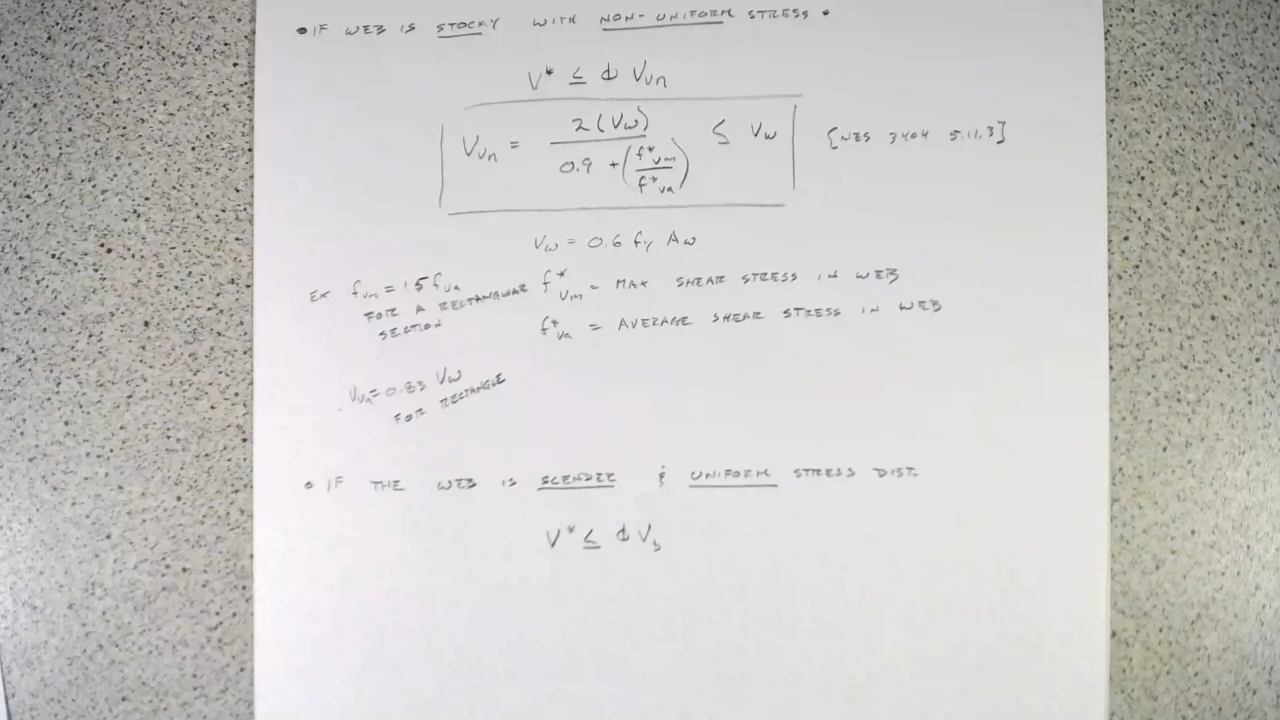 • IF WEB IS STOCKY WITH NON-UNIFORM STRESS •
V* ≤ ϕ Vvn
Vvn = 2(Vw) / 0.9 + (f*vm / f*va) ≤ Vw {NZS 3404 5.11.3]
Vw = 0.6 fy Aw
Ex fvm = 1.5 fva
FOR A RECTANGULAR
SECTION
f*vm = MAX SHEAR STRESS IN WEB
f*va = AVERAGE SHEAR STRESS IN WEB
Vvn = 0.83 Vw
FOR RECTANGLE
• IF THE WEB IS SLENDER & UNIFORM STRESS DIST.
V* ≤ ϕ Vb